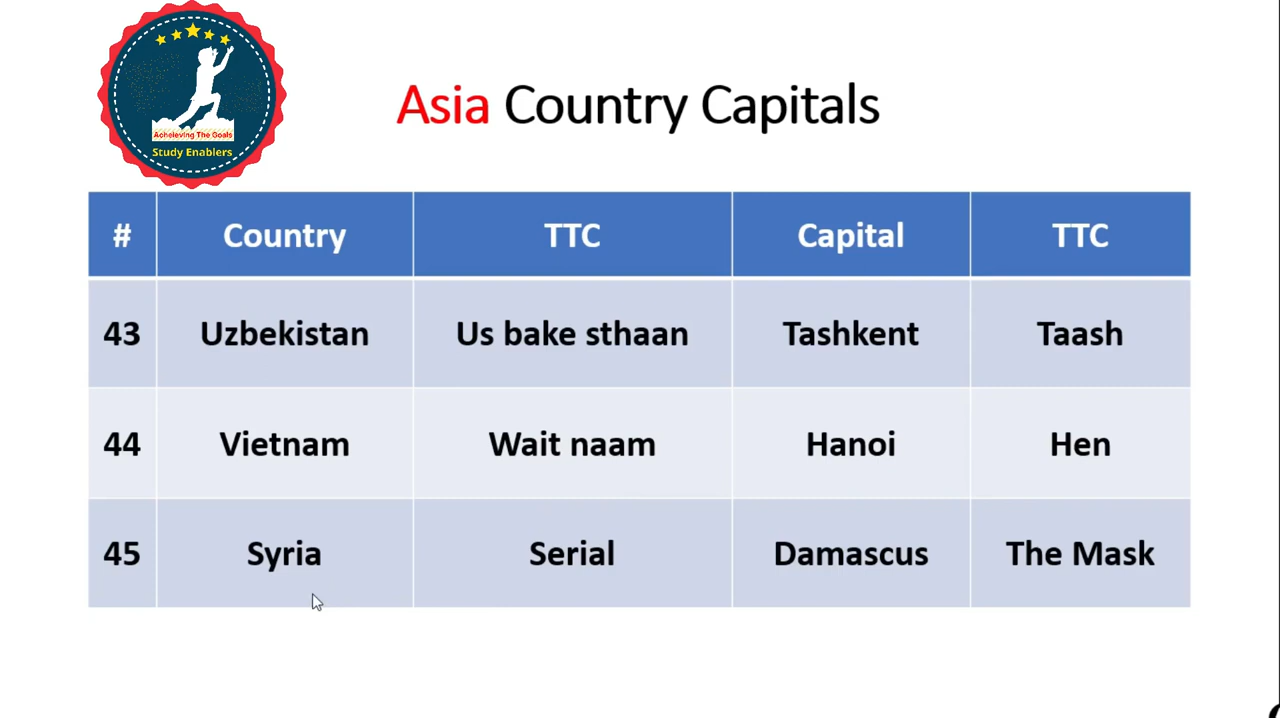 Acheleving The Goals
Study Enablers
Asia Country Capitals
# Country TTC Capital TTC
43 Uzbekistan Us bake sthaan Tashkent Taash
44 Vietnam Wait naam Hanoi Hen
45 Syria Serial Damascus The Mask